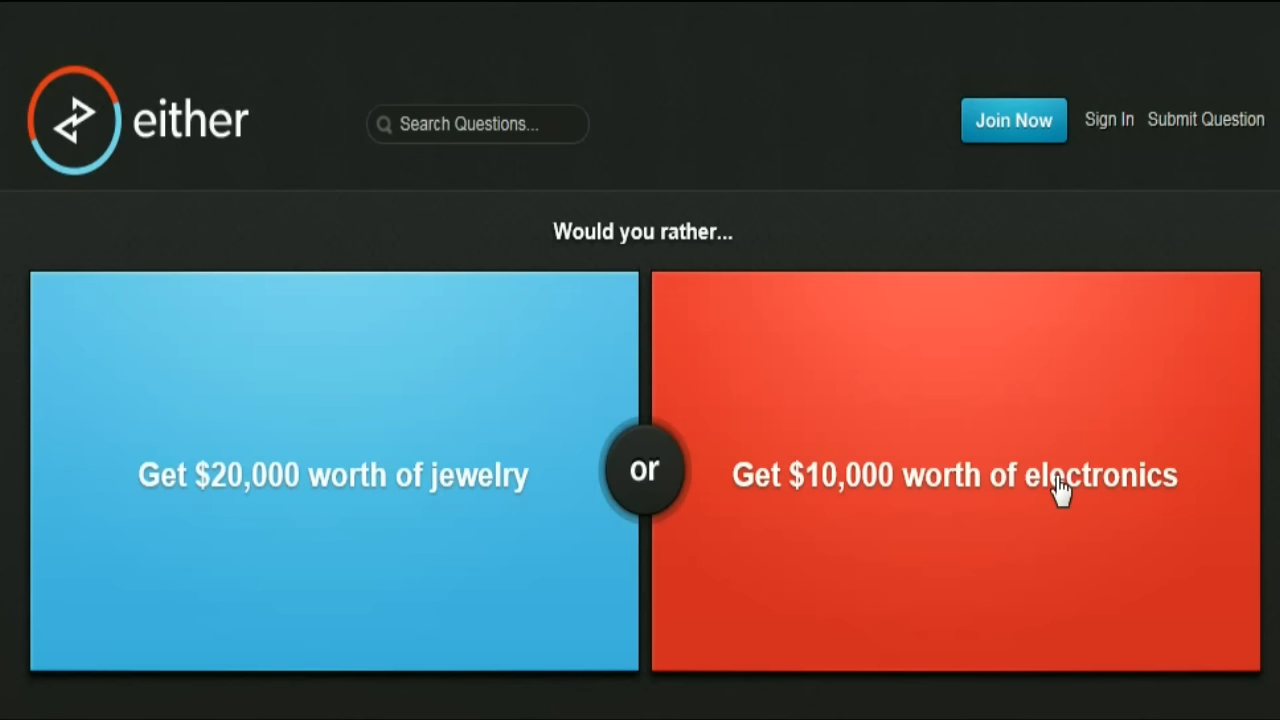 either
Search Questions...
Join Now
Sign In
Submit Question
Would you rather...
Get $20,000 worth of jewelry
or
Get $10,000 worth of electronics